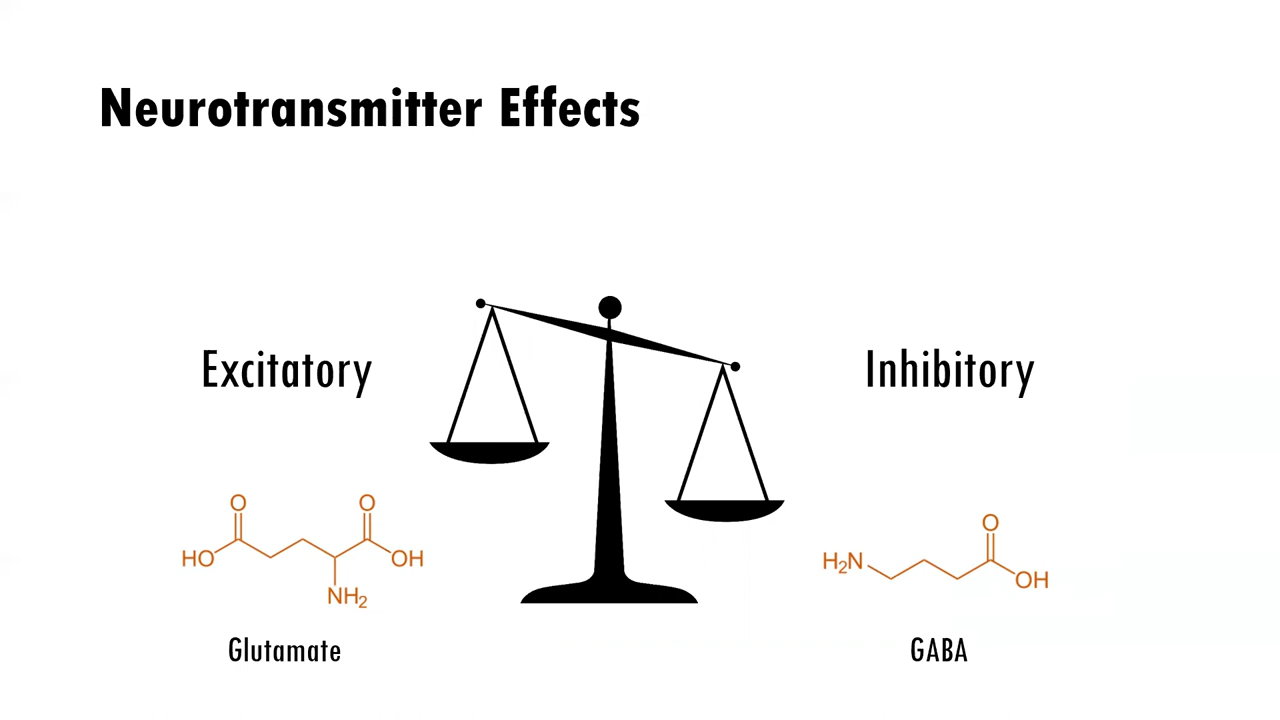 Neurotransmitter Effects
Excitatory
Inhibitory
O
O
HO
OH
NH2
O
H2N
OH
Glutamate
GABA